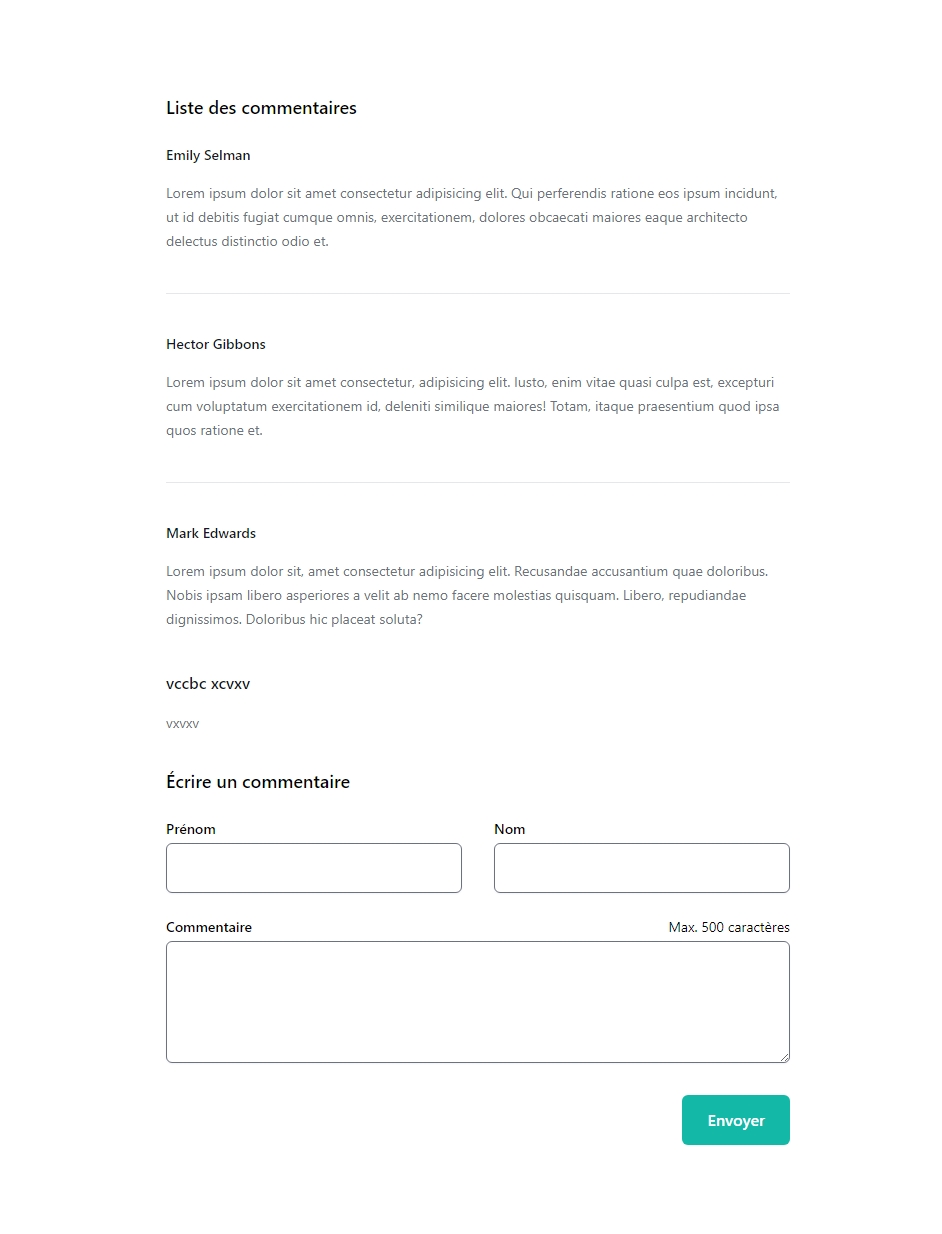 Liste des commentaires
Emily Selman
Lorem ipsum dolor sit amet consectetur adipisicing elit. Qui perferendis ratione eos ipsum incidunt,
ut id debitis fugiat cumque omnis, exercitationem, dolores obcaecati maiores eaque architecto
delectus distinctio odio et.
Hector Gibbons
Lorem ipsum dolor sit amet consectetur, adipisicing elit. Iusto, enim vitae quasi culpa est, excepturi
cum voluptatum exercitationem id, deleniti similique maiores! Totam, itaque praesentium quod ipsa
quos ratione et.
Mark Edwards
Lorem ipsum dolor sit, amet consectetur adipisicing elit. Recusandae accusantium quae doloribus.
Nobis ipsam libero asperiores a velit ab nemo facere molestias quisquam. Libero, repudiandae
dignissimos. Doloribus hic placeat soluta?
vccbc xcvxv
vxvxv
Écrire un commentaire
Prénom
Nom
Commentaire
Max. 500 caractères
Envoyer